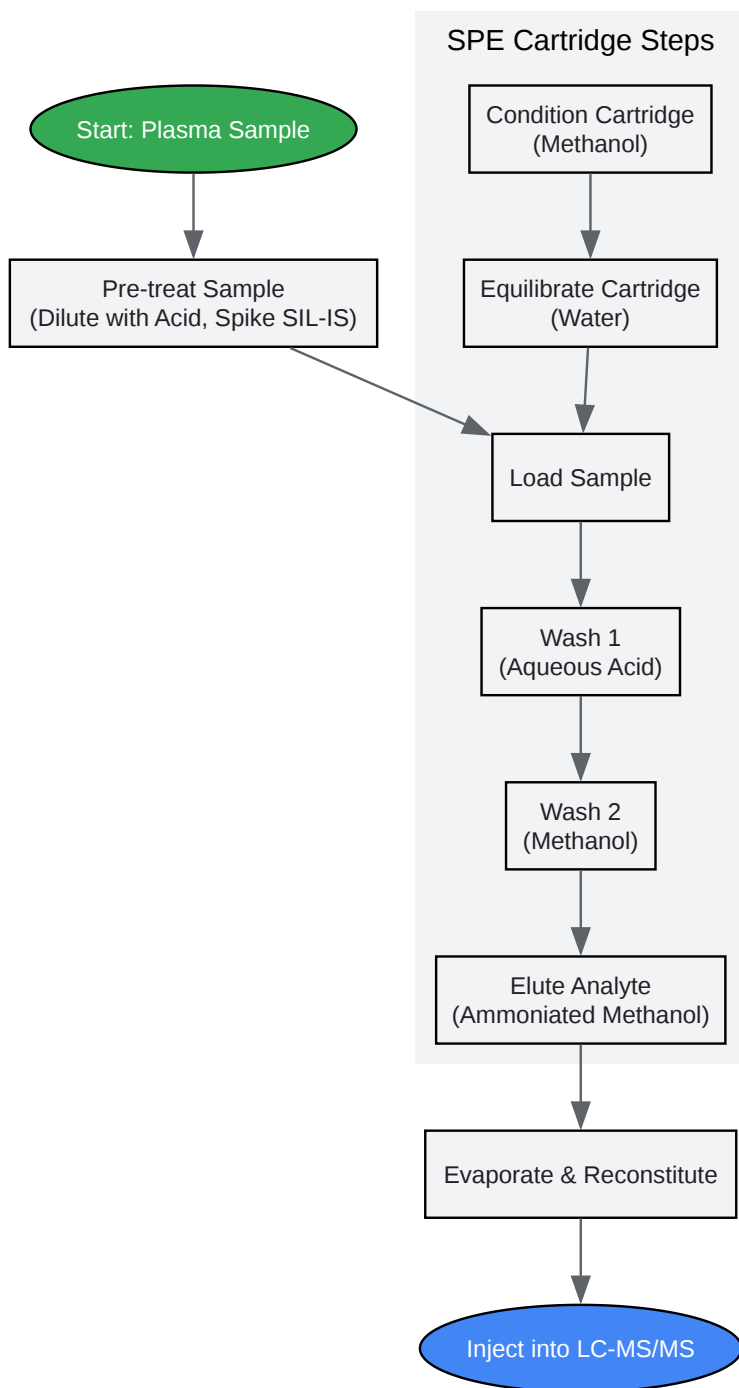 SPE Cartridge Steps
Start: Plasma Sample
Condition Cartridge
(Methanol)
Pre-treat Sample
(Dilute with Acid, Spike SIL-IS)
Equilibrate Cartridge
(Water)
Load Sample
Wash 1
(Aqueous Acid)
Wash 2
(Methanol)
Elute Analyte
(Ammoniated Methanol)
Evaporate & Reconstitute
Inject into LC-MS/MS